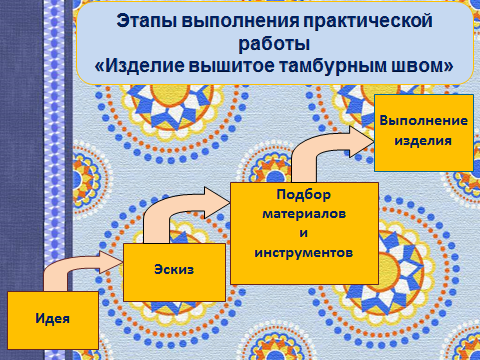 Этапы выполнения практической
работы
«Изделие вышитое тамбурным швом»
Выполнение
изделия
Подбор
материалов
и
инструментов
Эскиз
Идея